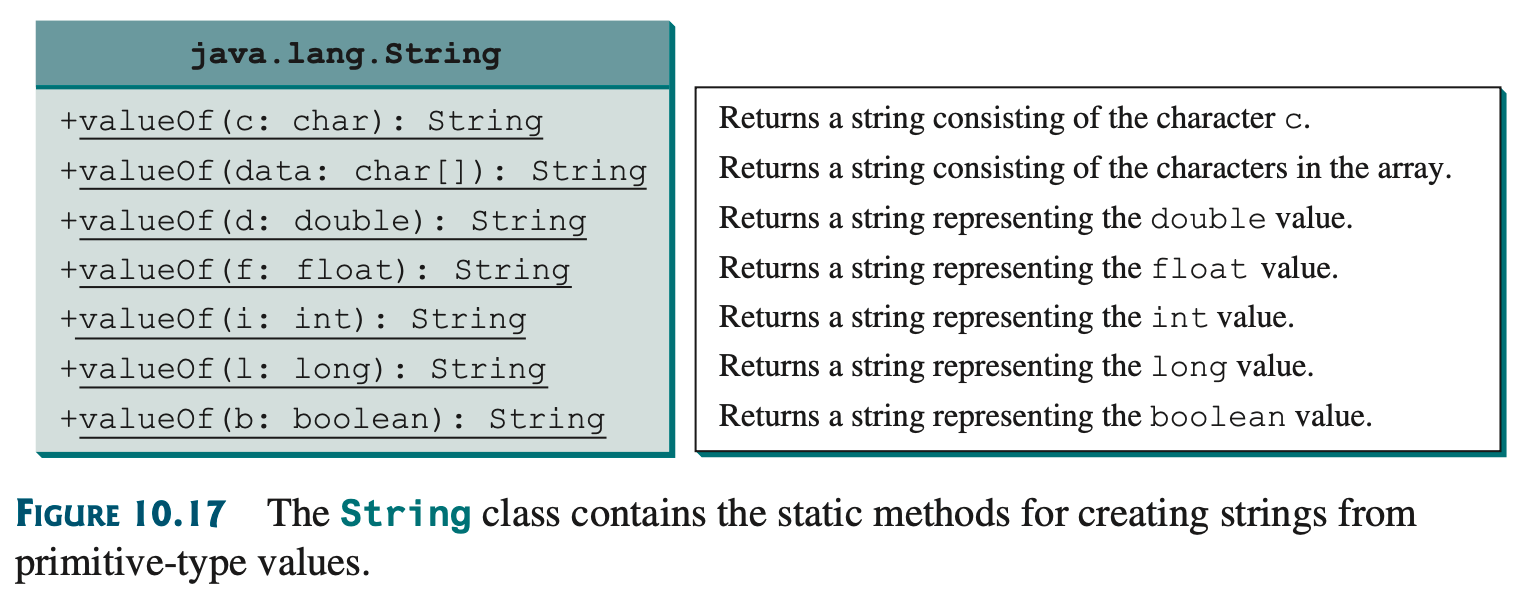 java.lang.String
+valueOf(c: char): String
Returns a string consisting of the character c.
+valueOf(data: char[]): String
Returns a string consisting of the characters in the array.
+valueOf(d: double): String
Returns a string representing the double value.
+valueOf(f: float): String
Returns a string representing the float value.
+valueOf(i: int): String
Returns a string representing the int value.
+valueOf(l: long): String
Returns a string representing the long value.
+valueOf(b: boolean): String
Returns a string representing the boolean value.
FIGURE 10.17 The String class contains the static methods for creating strings from
primitive-type values.